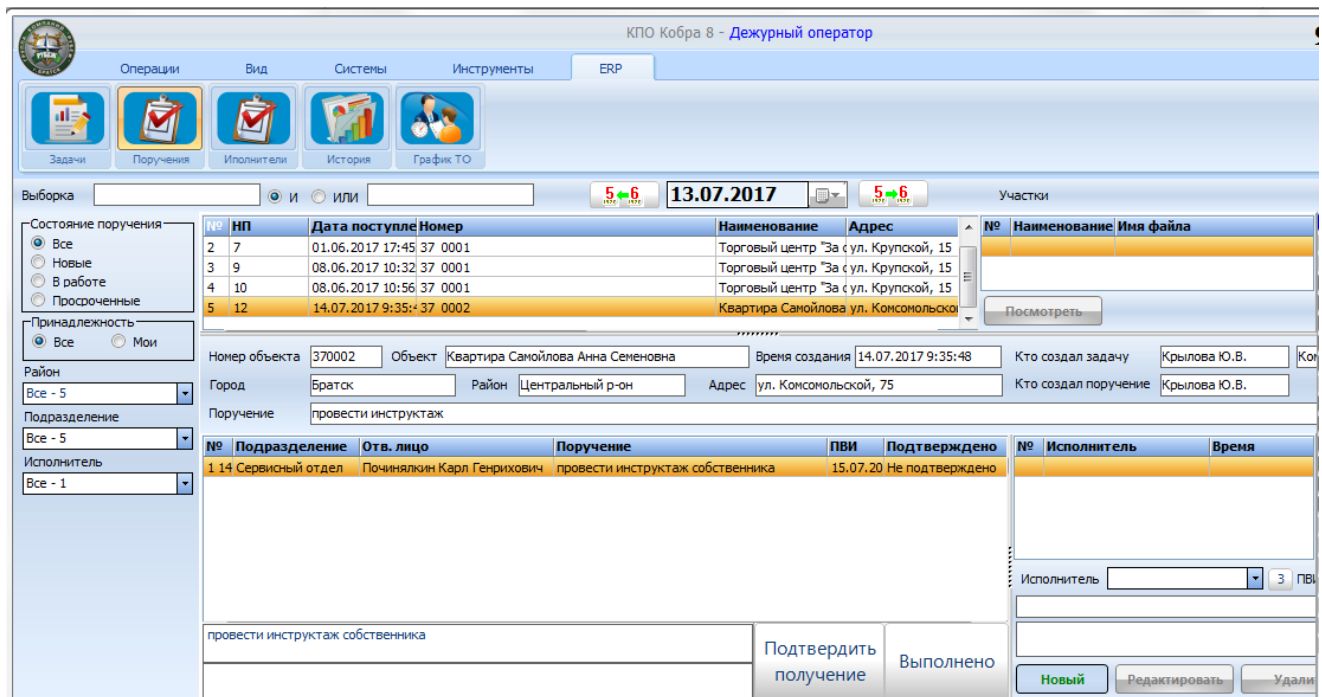 КПО Кобра 8 - Дежурный оператор
Операции Вид Системы Инструменты ERP
Задачи Поручения Иполнители История График ТО
Выборка И ИЛИ 5 6 13.07.2017 5 6 Участки
Состояние поручения
Все
Новые
В работе
Просроченные
Принадлежность
Все Мои
Район
Все - 5
Подразделение
Все - 5
Исполнитель
Все - 1
№ НП Дата поступле Номер Наименование Адрес
2 7 01.06.2017 17:45 37 0001 Торговый центр "За ул. Крупской, 15
3 9 08.06.2017 10:32 37 0001 Торговый центр "За ул. Крупской, 15
4 10 08.06.2017 10:56 37 0001 Торговый центр "За ул. Крупской, 15
5 12 14.07.2017 9:35: 37 0002 Квартира Самойлова ул. Комсомольско
№ Наименование Имя файла
Посмотреть
Номер объекта 370002 Объект Квартира Самойлова Анна Семеновна Время создания 14.07.2017 9:35:48 Кто создал задачу Крылова Ю.В.
Город Братск Район Центральный р-он Адрес ул. Комсомольской, 75 Кто создал поручение Крылова Ю.В.
Поручение провести инструктаж
№ Подразделение Отв. лицо Поручение ПВИ Подтверждено
1 14 Сервисный отдел Починялкин Карл Генрихович провести инструктаж собственника 15.07.20 Не подтверждено
№ Исполнитель Время
Исполнитель 3 ПВИ
провести инструктаж собственника
Подтвердить
получение
Выполнено
Новый Редактировать Удали